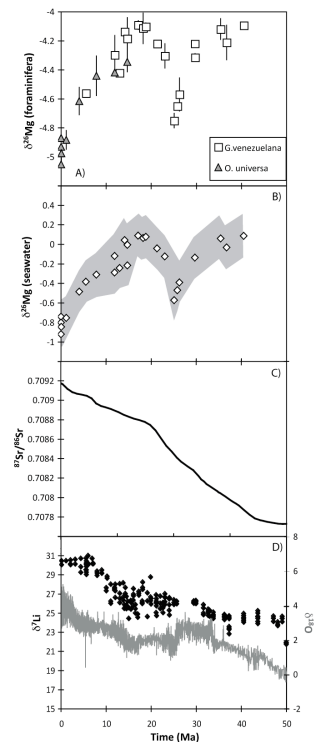 -4
-4.2
-4.4
-4.6
-4.8
-5
δ²⁶Mg (foraminifera)
G.venezuelana
O. universa
A)
B)
0.4
0.2
0
-0.2
-0.4
-0.6
-0.8
-1
δ²⁶Mg (seawater)
C)
0.7092
0.709
0.7088
0.7086
0.7084
0.7082
0.708
0.7078
⁸⁷Sr/⁸⁶Sr
D)
31
29
27
25
23
21
19
17
15
δ⁷Li
8
6
4
2
0
-2
δ¹⁸O
0 10 20 30 40 50
Time (Ma)